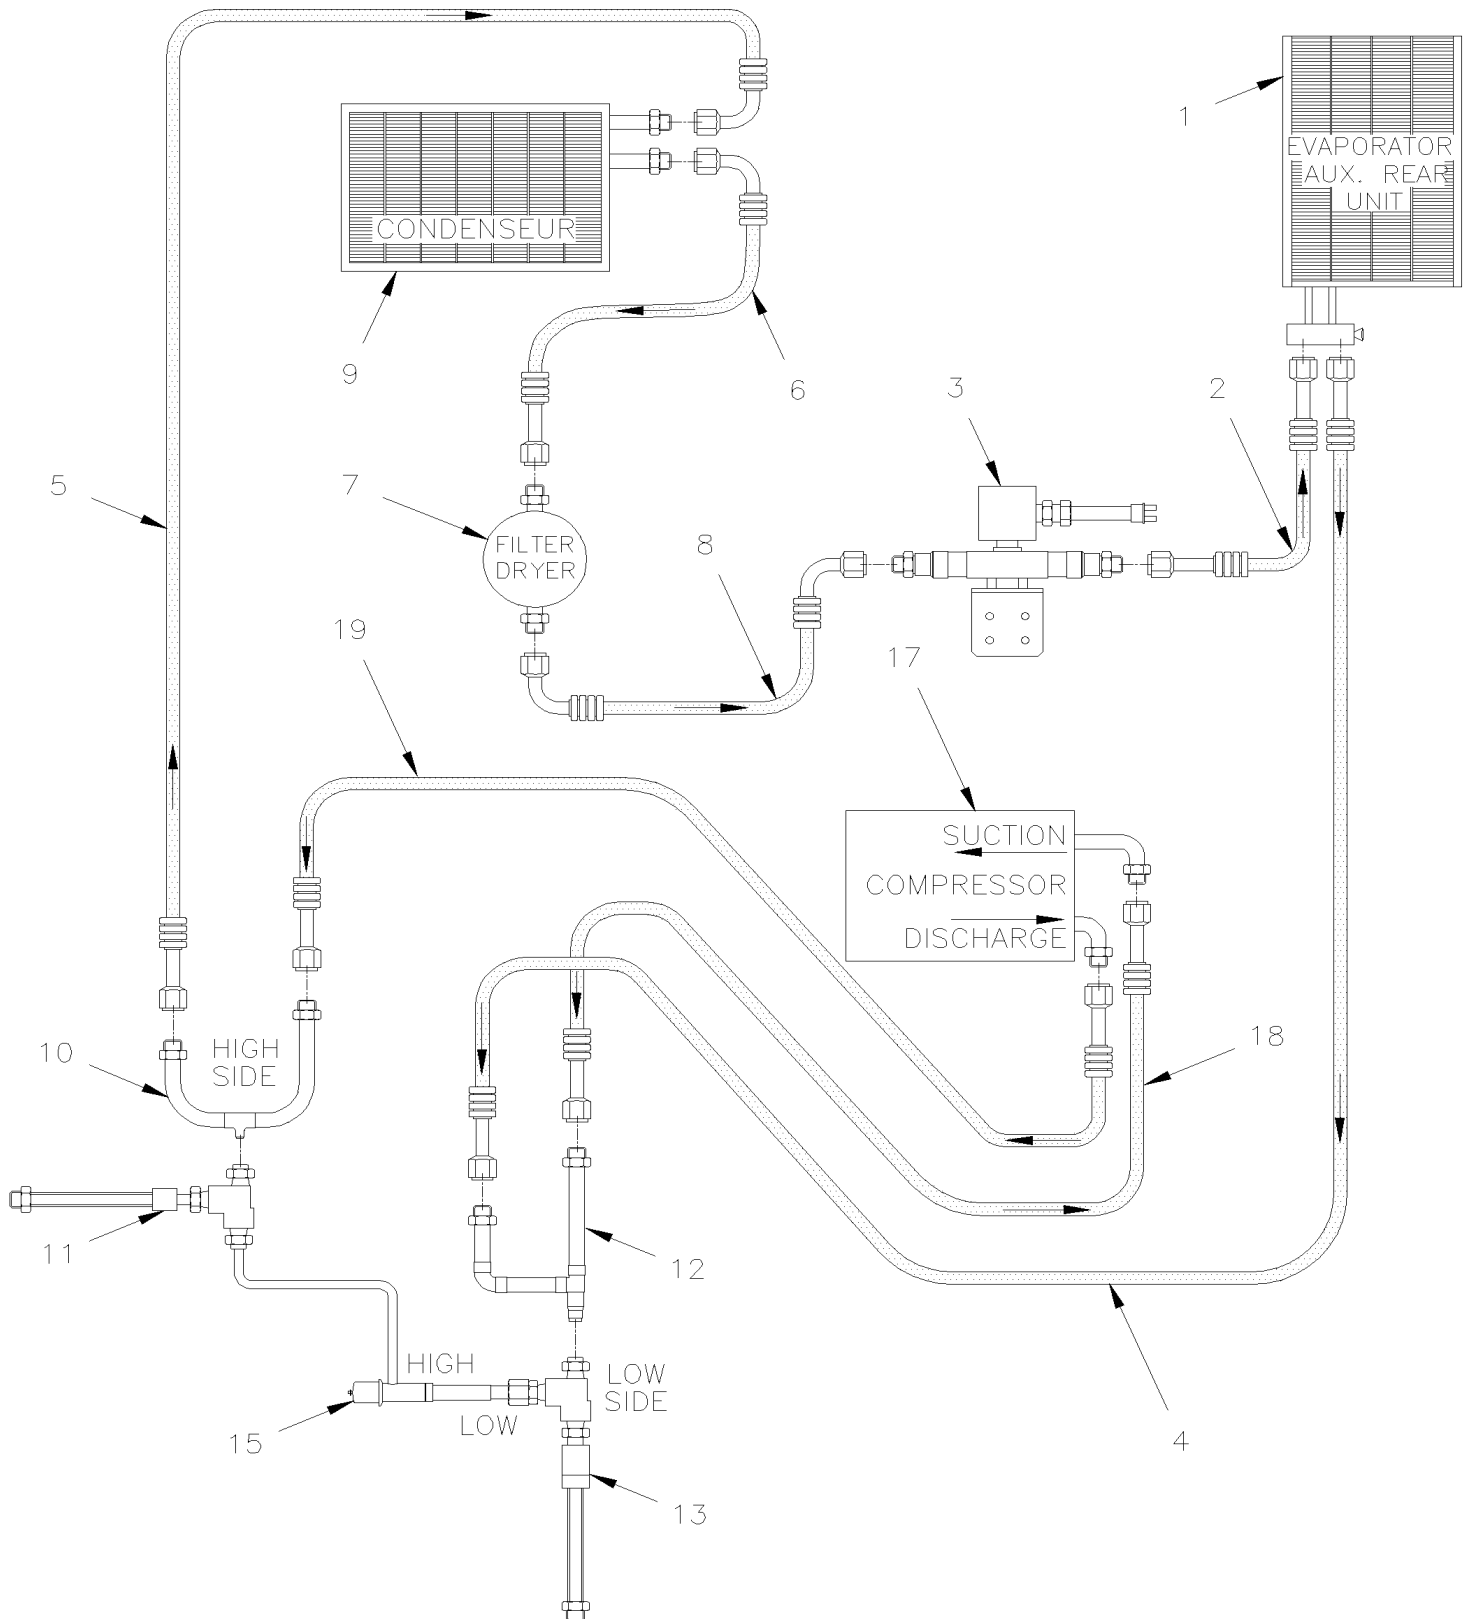 1
EVAPORATOR
AUX. REAR
UNIT
CONDENSEUR
9
6
3
2
5
7
FILTER
DRYER
8
19
17
SUCTION
COMPRESSOR
DISCHARGE
10
HIGH
SIDE
18
11
12
HIGH
LOW
SIDE
LOW
15
4
13